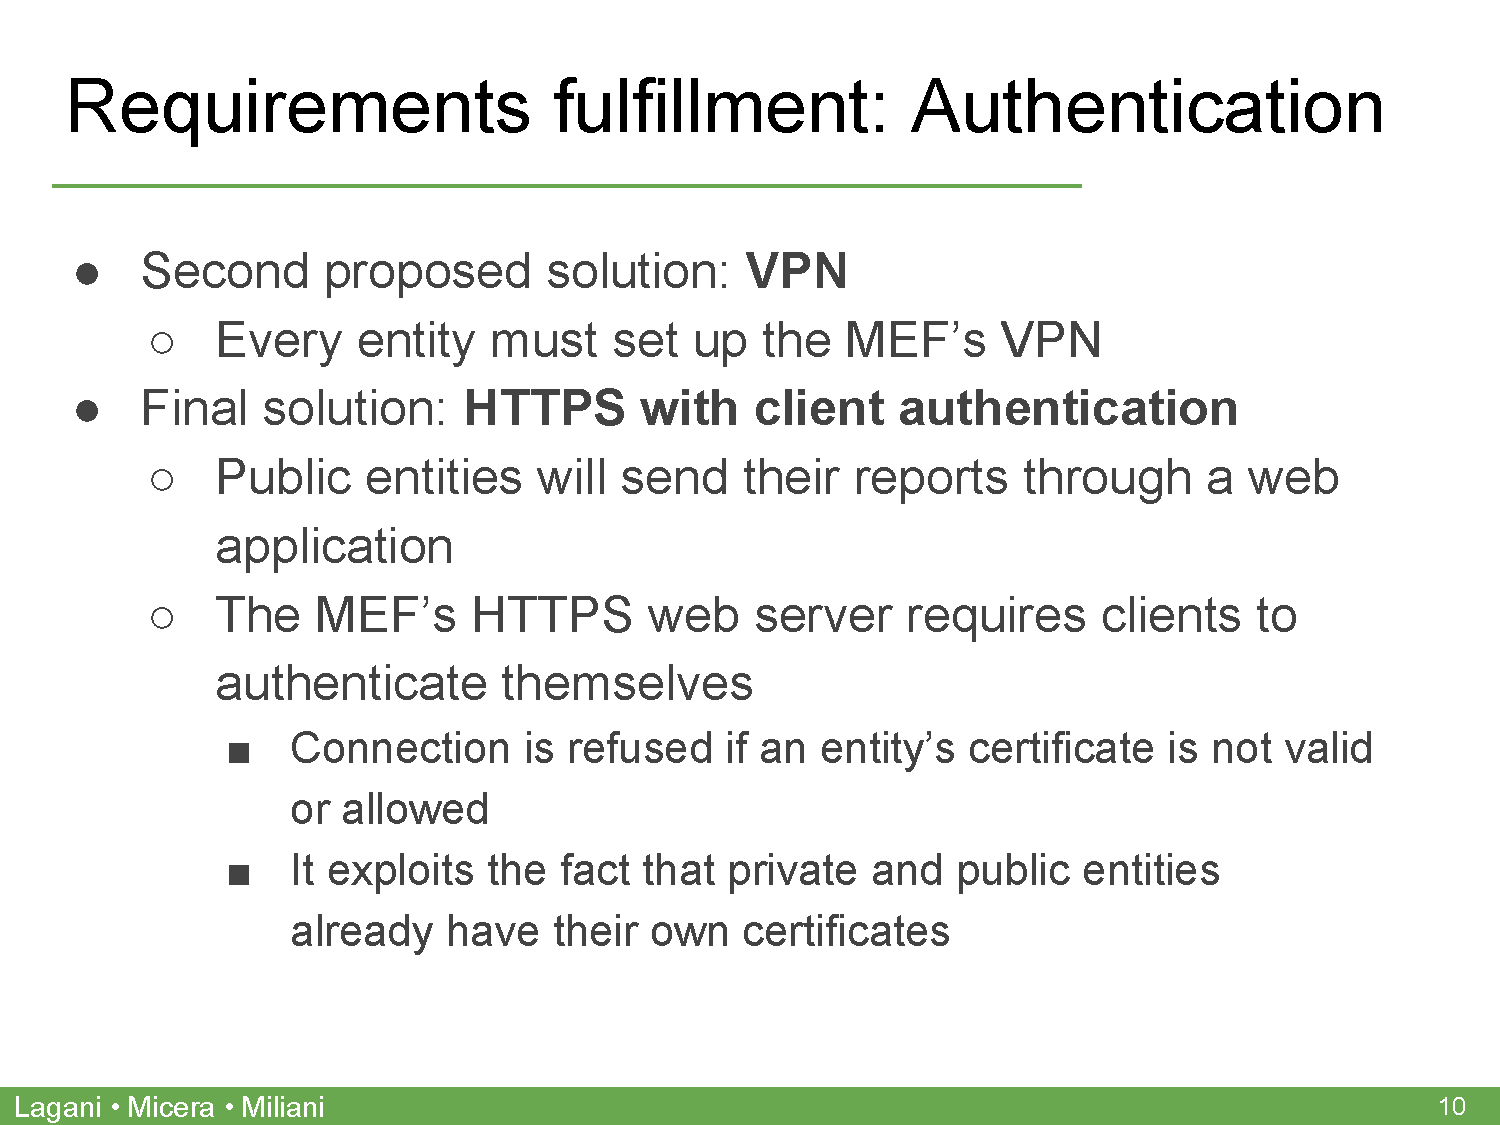 Requirements fulfillment: Authentication
● Second proposed solution: VPN
○ Every entity must set up the MEF’s VPN
● Final solution: HTTPS with client authentication
○ Public entities will send their reports through a web
application
○ The MEF’s HTTPS web server requires clients to
authenticate themselves
■ Connection is refused if an entity’s certificate is not valid
or allowed
■ It exploits the fact that private and public entities
already have their own certificates
Lagani • Micera • Miliani 10